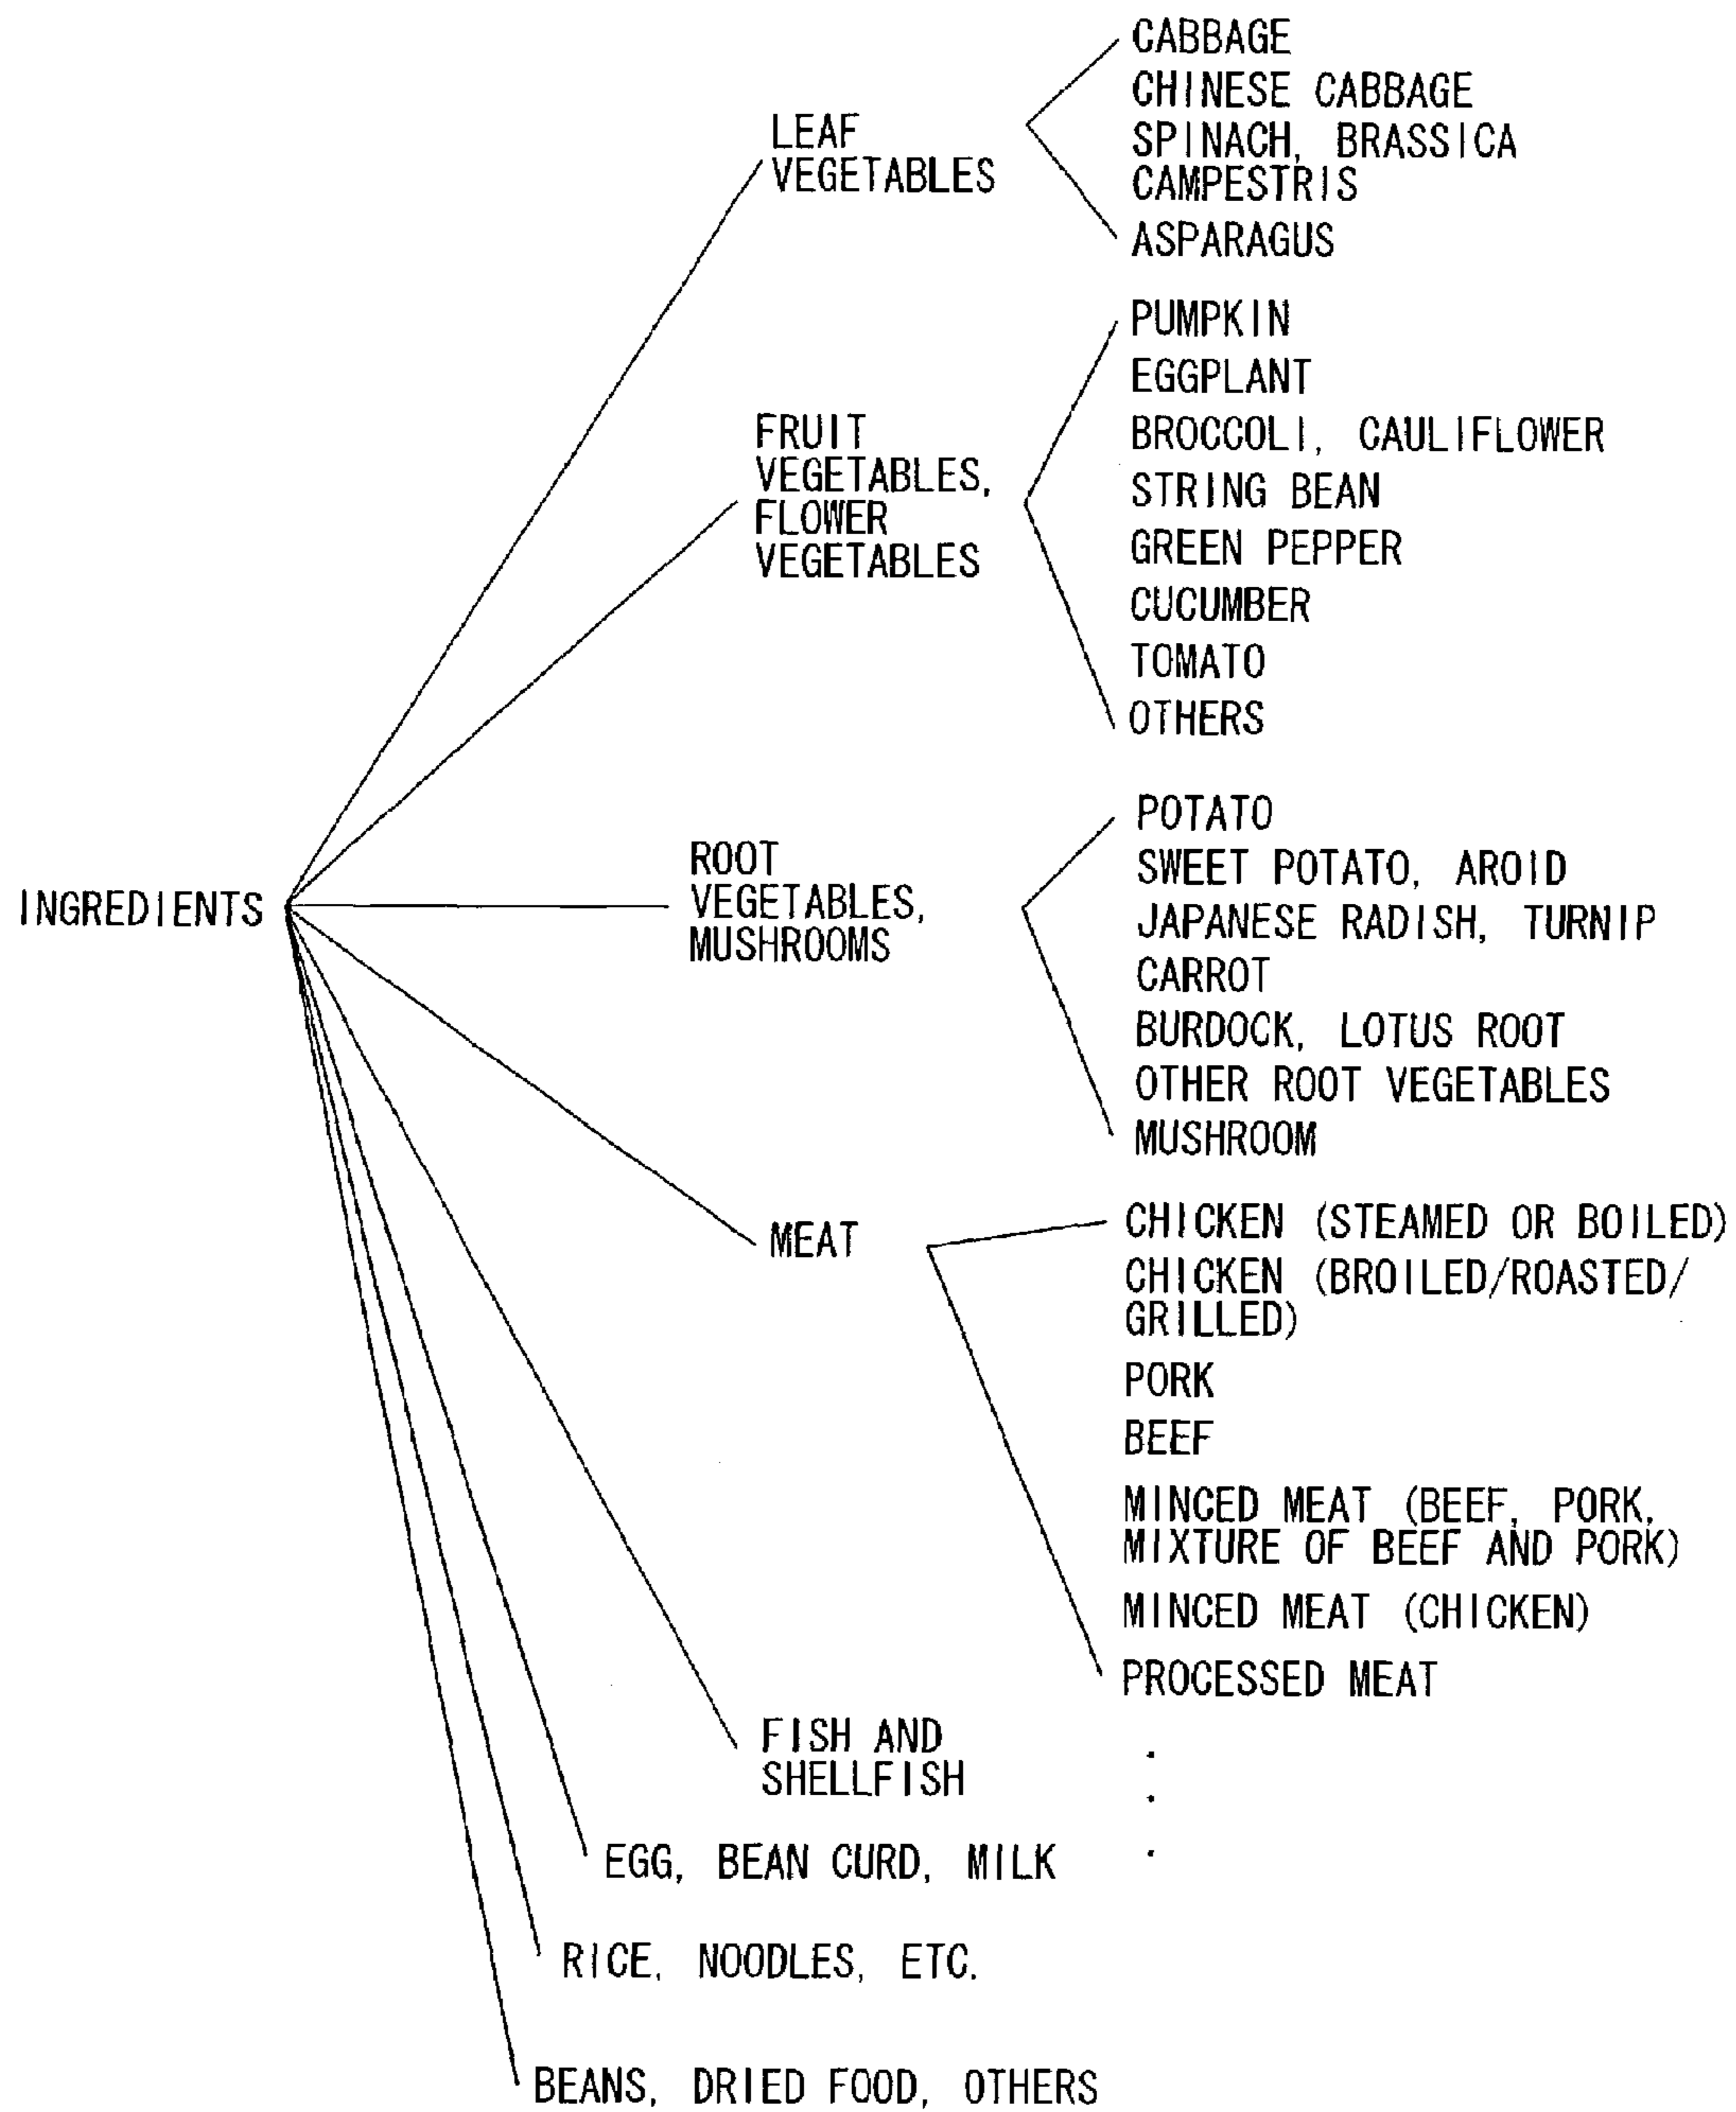 INGREDIENTS
LEAF
VEGETABLES
CABBAGE
CHINESE CABBAGE
SPINACH, BRASSICA
CAMPESTRIS
ASPARAGUS
FRUIT
VEGETABLES,
FLOWER
VEGETABLES
PUMPKIN
EGGPLANT
BROCCOLI, CAULIFLOWER
STRING BEAN
GREEN PEPPER
CUCUMBER
TOMATO
OTHERS
ROOT
VEGETABLES,
MUSHROOMS
POTATO
SWEET POTATO, AROID
JAPANESE RADISH, TURNIP
CARROT
BURDOCK, LOTUS ROOT
OTHER ROOT VEGETABLES
MUSHROOM
MEAT
CHICKEN (STEAMED OR BOILED)
CHICKEN (BROILED/ROASTED/
GRILLED)
PORK
BEEF
MINCED MEAT (BEEF, PORK,
MIXTURE OF BEEF AND PORK)
MINCED MEAT (CHICKEN)
PROCESSED MEAT
FISH AND
SHELLFISH
EGG, BEAN CURD, MILK
RICE, NOODLES, ETC.
BEANS, DRIED FOOD, OTHERS